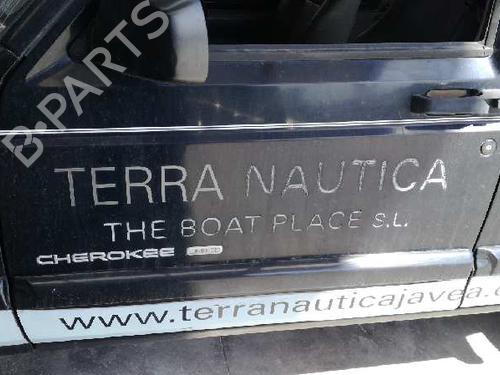 B-PARTS
TERRA NAUTICA
THE BOAT PLACE S.L.
CHEROKEE
www.terranauticajavea.